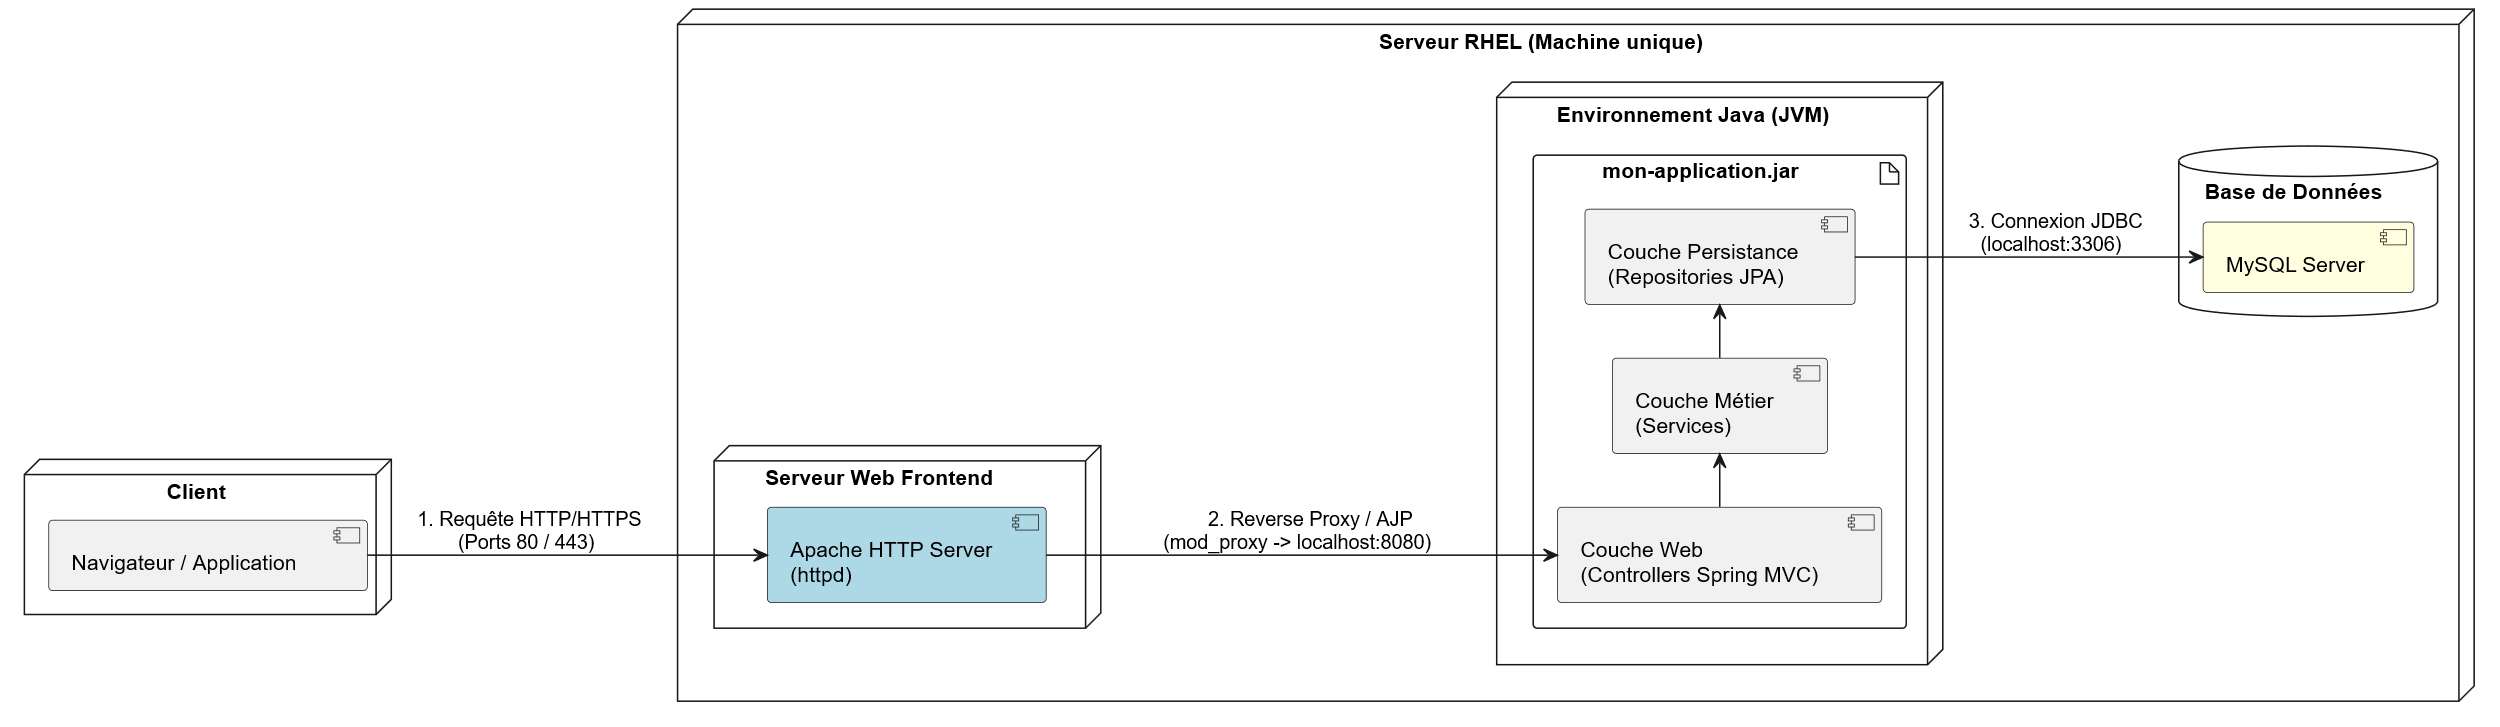 Serveur RHEL (Machine unique)
Environnement Java (JVM)
mon-application.jar
Couche Persistance
(Repositories JPA)
3. Connexion JDBC
(localhost:3306)
Base de Données
MySQL Server
Couche Métier
(Services)
Client
Navigateur / Application
1. Requête HTTP/HTTPS
(Ports 80 / 443)
Serveur Web Frontend
Apache HTTP Server
(httpd)
2. Reverse Proxy / AJP
(mod_proxy -> localhost:8080)
Couche Web
(Controllers Spring MVC)